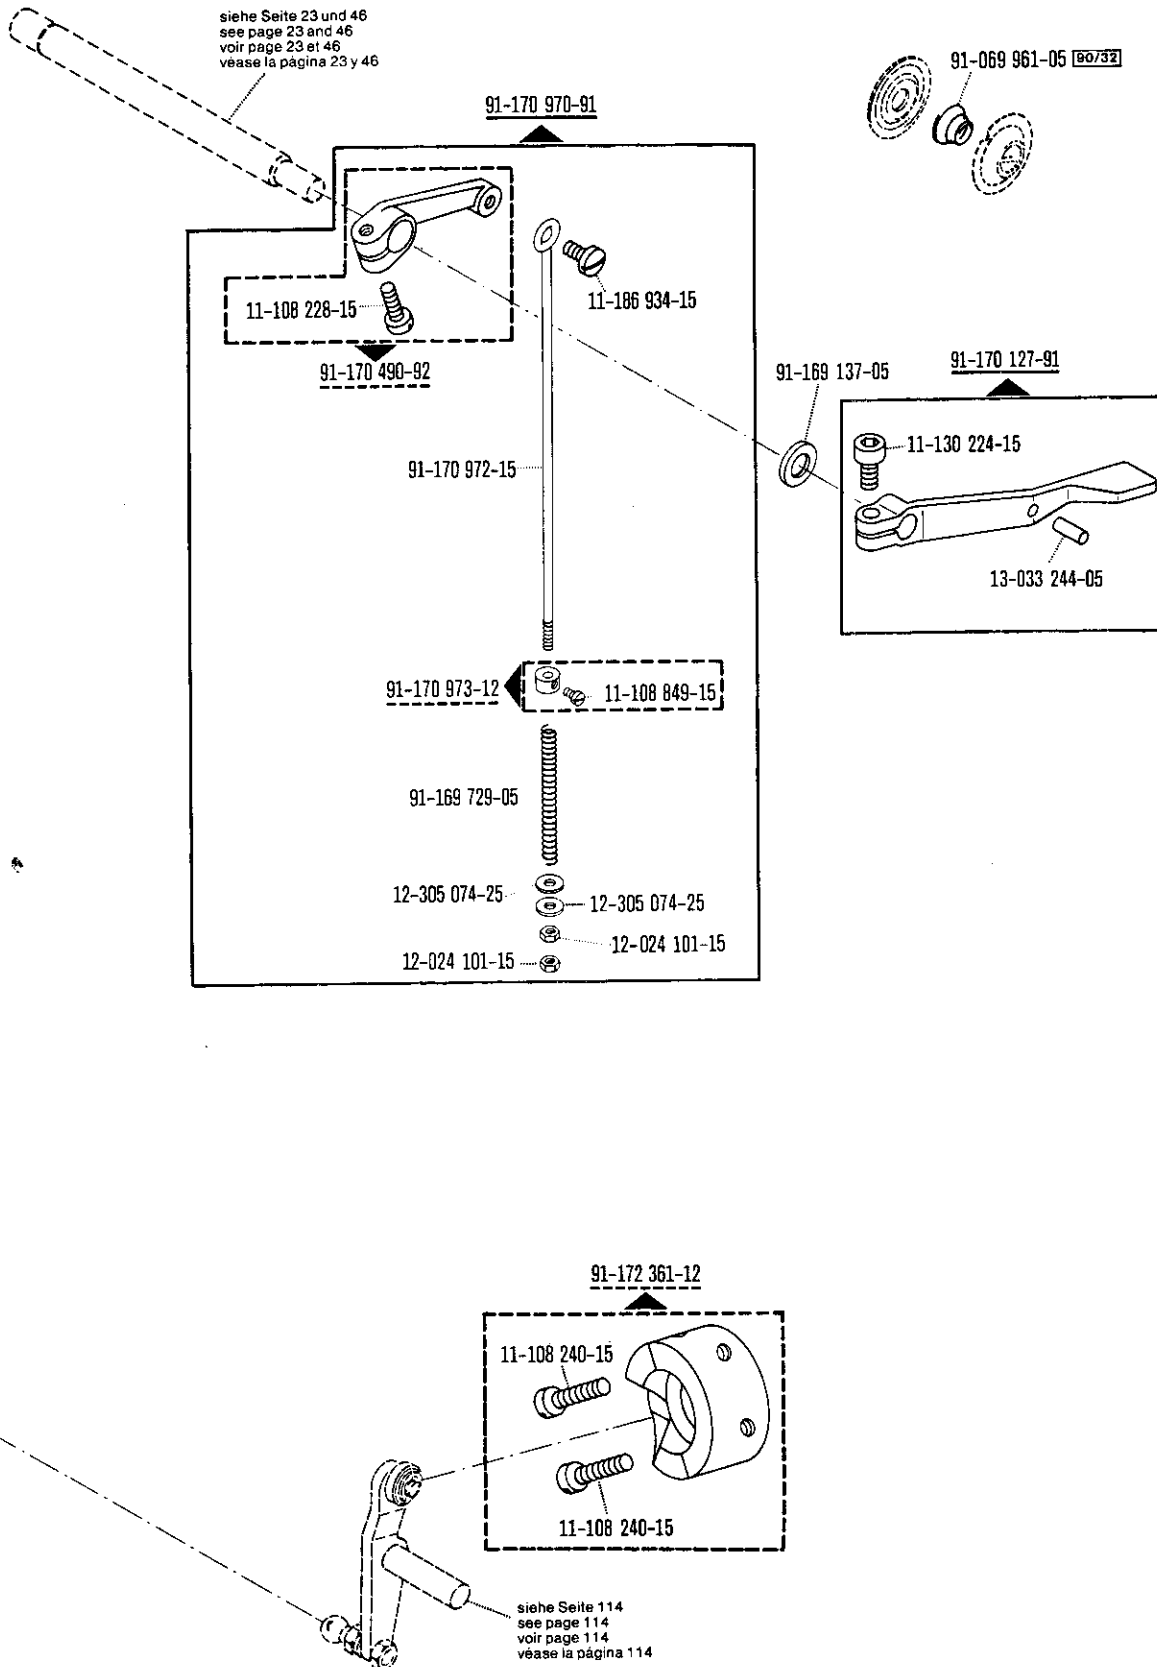 siehe Seite 23 und 46
see page 23 and 46
voir page 23 et 46
véase la página 23 y 46
91-069 961-05 90/32
91-170 970-91
11-108 228-15
11-186 934-15
91-170 490-92
91-169 137-05
91-170 127-91
11-130 224-15
91-170 972-15
13-033 244-05
91-170 973-12
11-108 849-15
91-169 729-05
12-305 074-25
12-305 074-25
12-024 101-15
12-024 101-15
91-172 361-12
11-108 240-15
11-108 240-15
siehe Seite 114
see page 114
voir page 114
véase la página 114